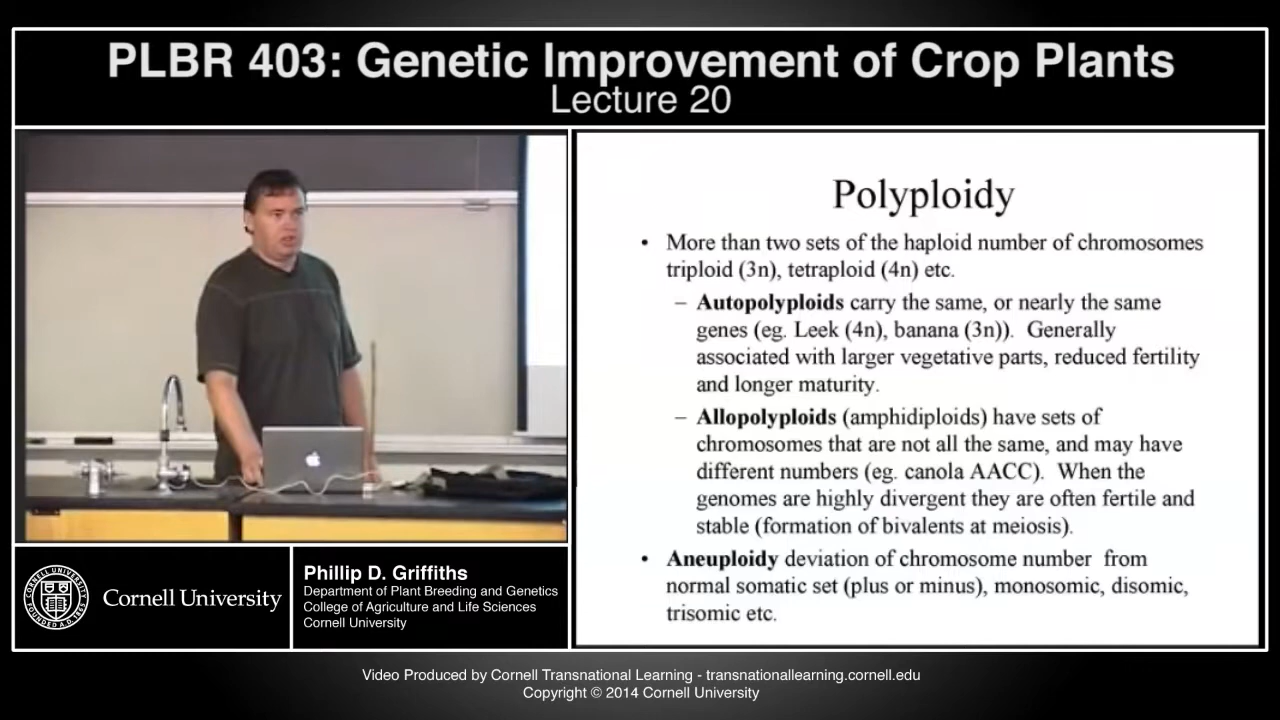 PLBR 403: Genetic Improvement of Crop Plants
Lecture 20
Polyploidy
• More than two sets of the haploid number of chromosomes
triploid (3n), tetraploid (4n) etc.
– Autopolyploids carry the same, or nearly the same
genes (eg. Leek (4n), banana (3n)). Generally
associated with larger vegetative parts, reduced fertility
and longer maturity.
– Allopolyploids (amphidiploids) have sets of
chromosomes that are not all the same, and may have
different numbers (eg. canola AACC). When the
genomes are highly divergent they are often fertile and
stable (formation of bivalents at meiosis).
• Aneuploidy deviation of chromosome number from
normal somatic set (plus or minus), monosomic, disomic,
trisomic etc.
Cornell University
Phillip D. Griffiths
Department of Plant Breeding and Genetics
College of Agriculture and Life Sciences
Cornell University
Video Produced by Cornell Transnational Learning - transnationallearning.cornell.edu
Copyright © 2014 Cornell University